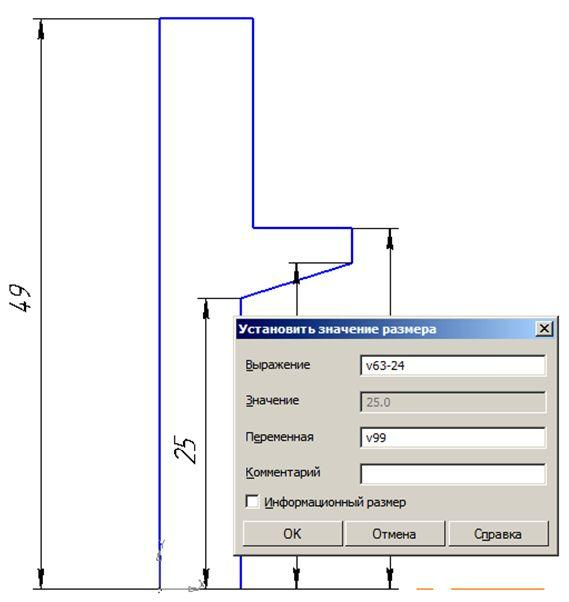 49
25
Установить значение размера
Выражение
v63-24
Значение
25.0
Переменная
v99
Комментарий
Информационный размер
OK
Отмена
Справка
Y
X